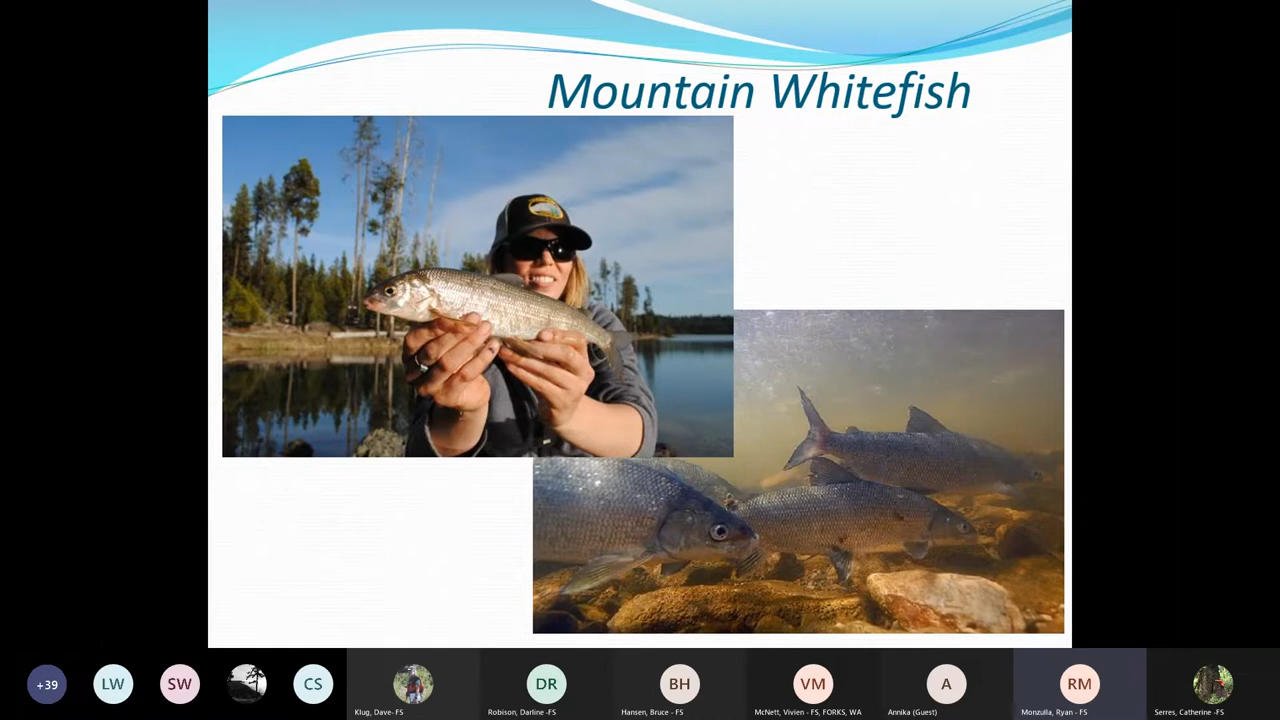 Mountain Whitefish
+39
LW
SW
CS
Klug, Dave- FS
DR
Robison, Darline -FS
BH
Hansen, Bruce - FS
VM
McNett, Vivien - FS, FORKS, WA
A
Annika (Guest)
RM
Monzulla, Ryan - FS
Serres, Catherine -FS